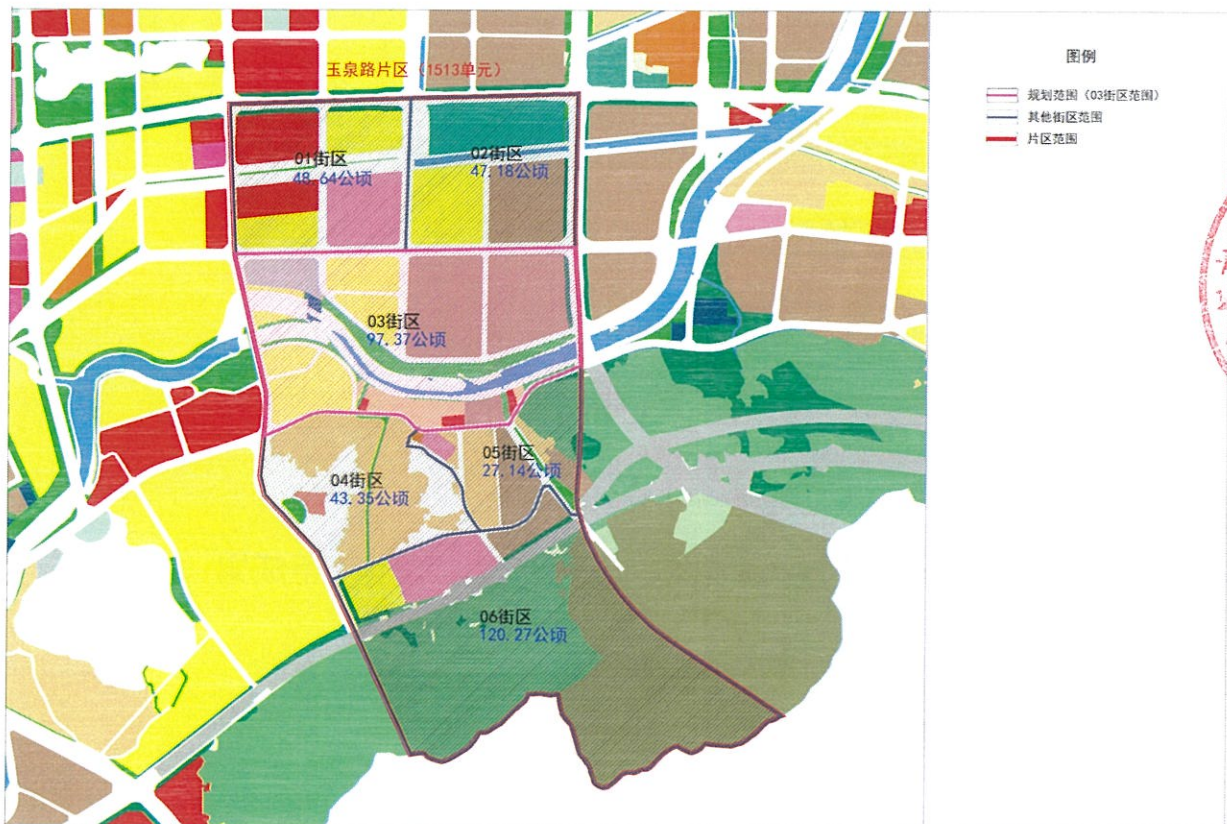 图例
规划范围（03街区范围）
其他街区范围
片区范围
玉泉路片区（1513单元）
01街区
48.64公顷
02街区
47.18公顷
03街区
97.37公顷
04街区
43.35公顷
05街区
27.14公顷
06街区
120.27公顷